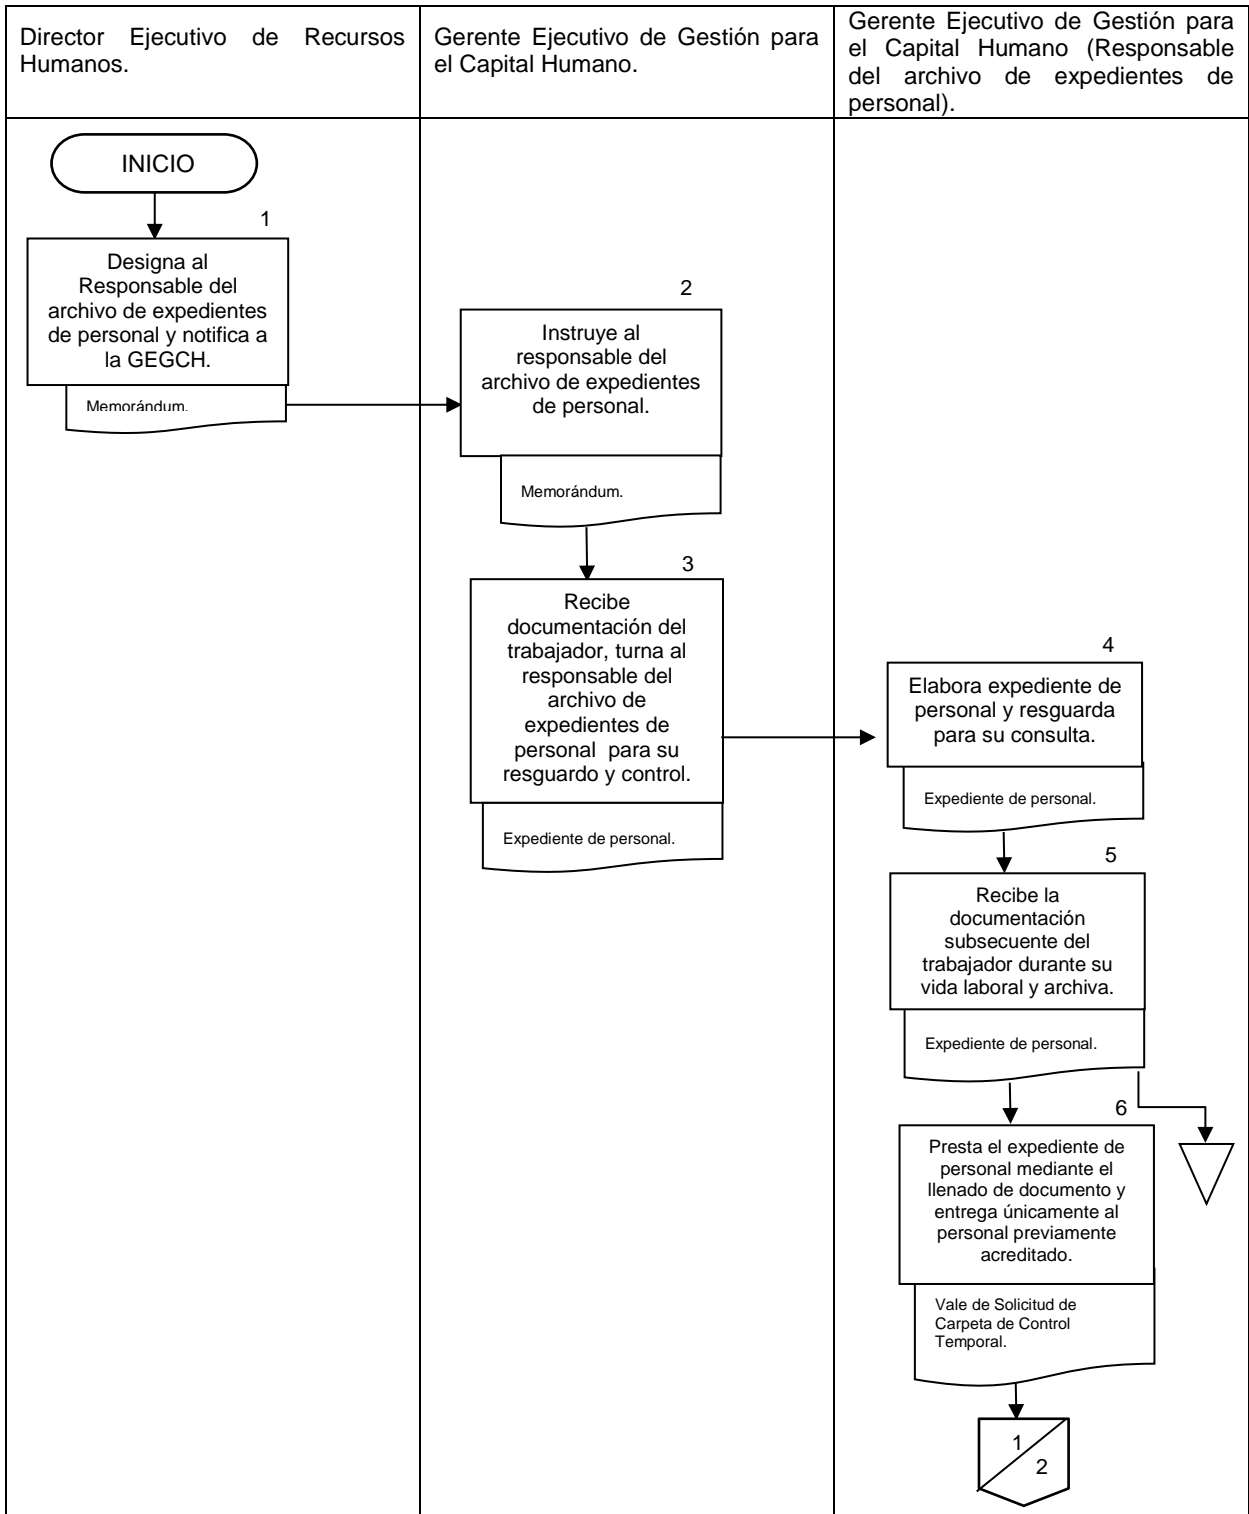 Director Ejecutivo de Recursos
Humanos.
Gerente Ejecutivo de Gestión para
el Capital Humano.
Gerente Ejecutivo de Gestión para
el Capital Humano (Responsable
del archivo de expedientes de
personal).
INICIO
1
Designa al
Responsable del
archivo de expedientes
de personal y notifica a
la GEGCH.
Memorándum.
2
Instruye al
responsable del
archivo de expedientes
de personal.
Memorándum.
3
Recibe
documentación del
trabajador, turna al
responsable del
archivo de
expedientes de
personal para su
resguardo y control.
Expediente de personal.
4
Elabora expediente de
personal y resguarda
para su consulta.
Expediente de personal.
5
Recibe la
documentación
subsecuente del
trabajador durante su
vida laboral y archiva.
Expediente de personal.
6
Presta el expediente de
personal mediante el
llenado de documento y
entrega únicamente al
personal previamente
acreditado.
Vale de Solicitud de
Carpeta de Control
Temporal.
1
2